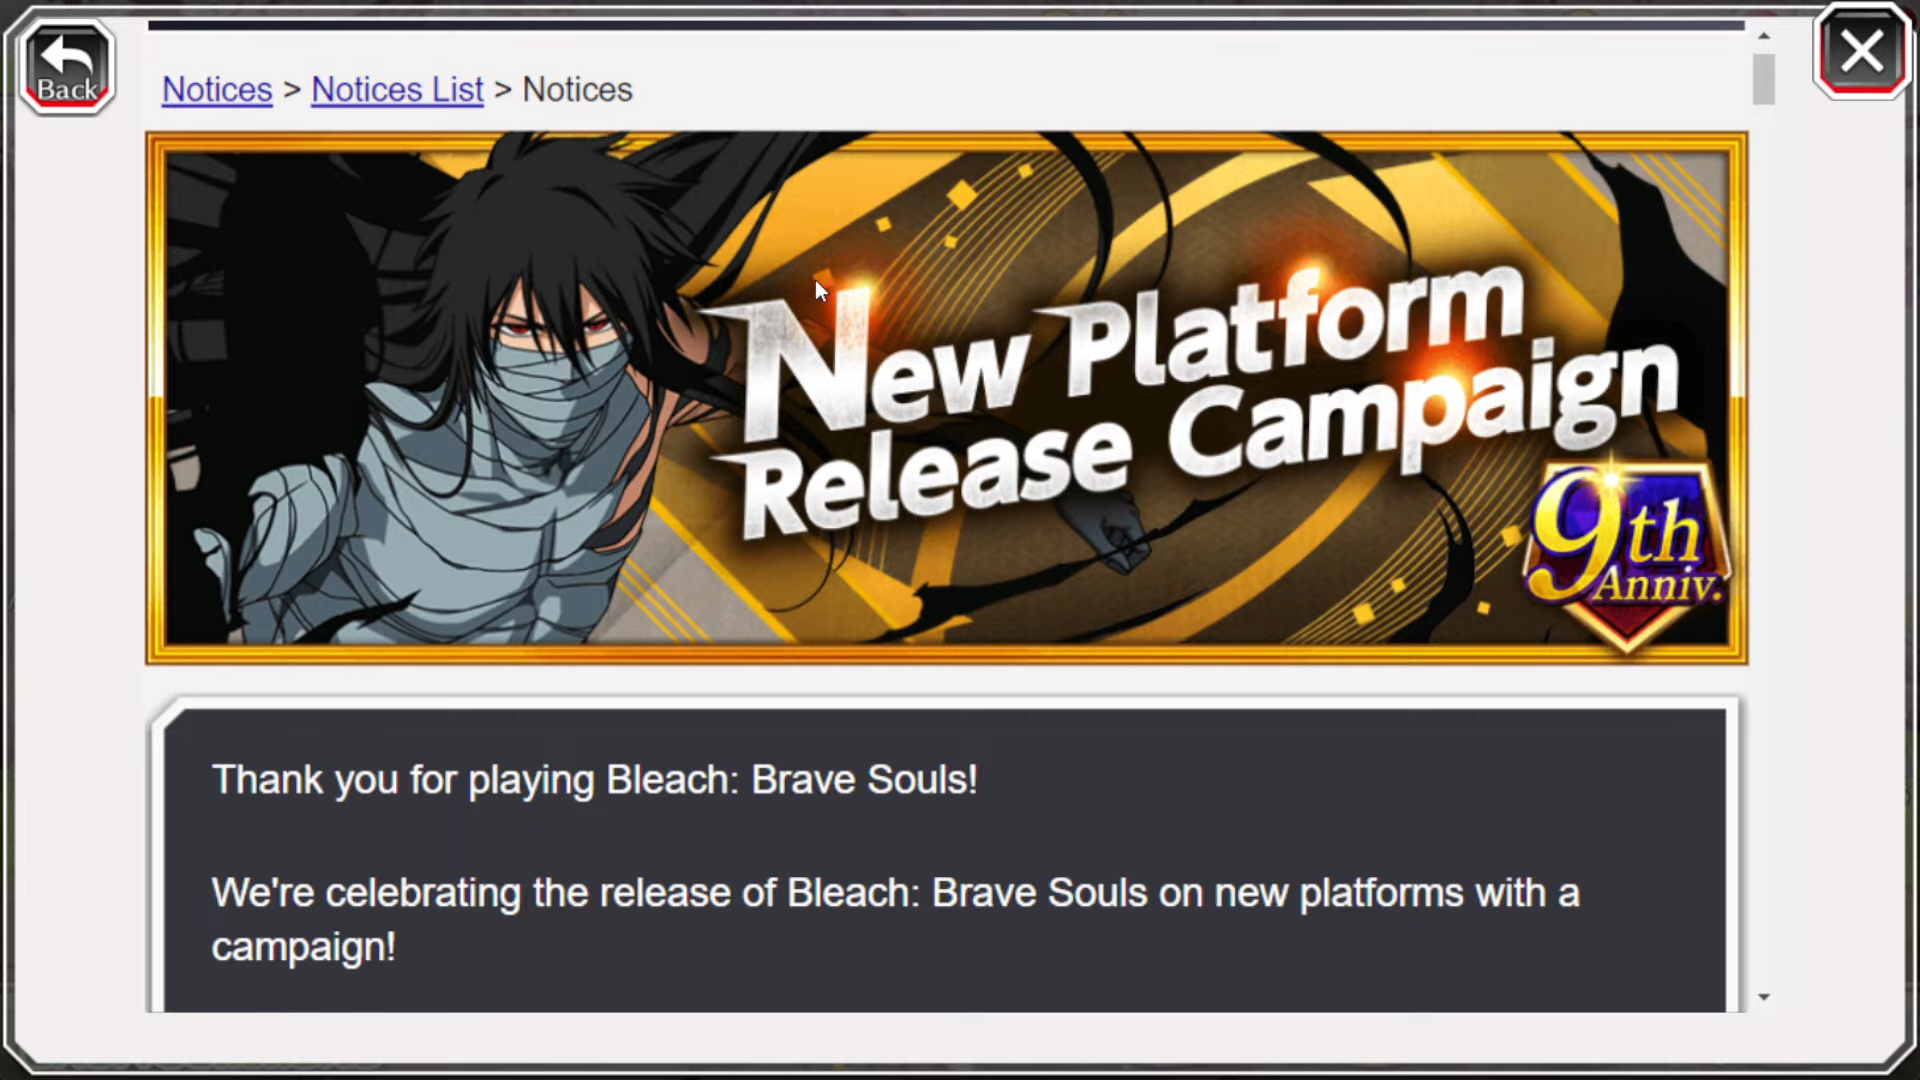 Back
Notices > Notices List > Notices
New Platform
Release Campaign
9th
Anniv.
Thank you for playing Bleach: Brave Souls!
We're celebrating the release of Bleach: Brave Souls on new platforms with a
campaign!